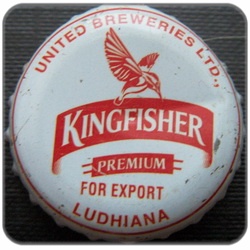 UNITED BREWERIES LTD.,
KINGFISHER
PREMIUM
FOR EXPORT
LUDHIANA